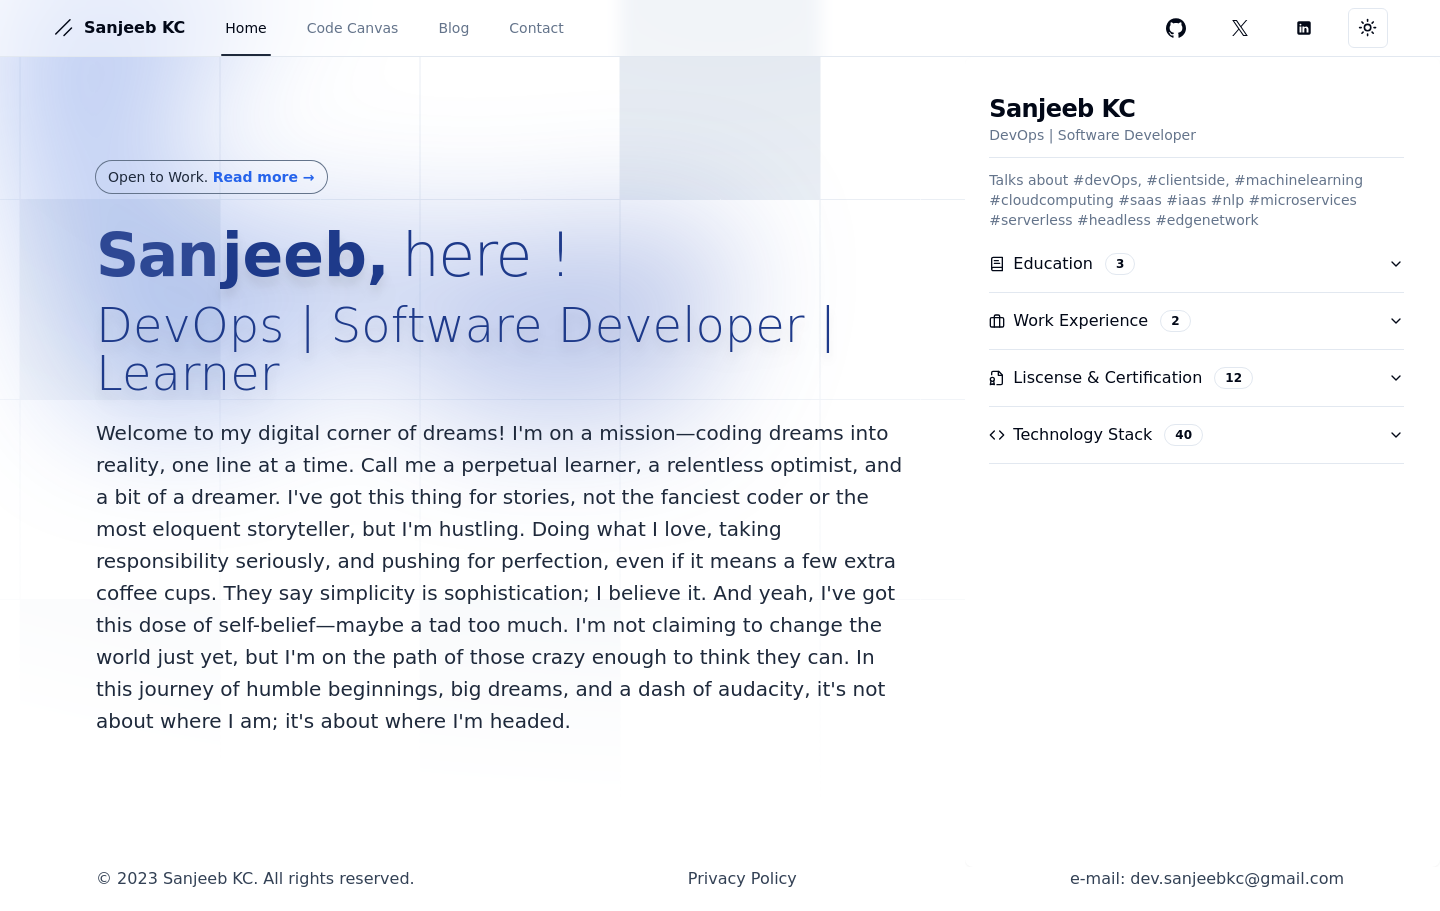 Sanjeeb KC
Home
Code Canvas
Blog
Contact
Open to Work. Read more →
Sanjeeb, here !
DevOps | Software Developer |
Learner
Welcome to my digital corner of dreams! I'm on a mission—coding dreams into
reality, one line at a time. Call me a perpetual learner, a relentless optimist, and
a bit of a dreamer. I've got this thing for stories, not the fanciest coder or the
most eloquent storyteller, but I'm hustling. Doing what I love, taking
responsibility seriously, and pushing for perfection, even if it means a few extra
coffee cups. They say simplicity is sophistication; I believe it. And yeah, I've got
this dose of self-belief—maybe a tad too much. I'm not claiming to change the
world just yet, but I'm on the path of those crazy enough to think they can. In
this journey of humble beginnings, big dreams, and a dash of audacity, it's not
about where I am; it's about where I'm headed.
Sanjeeb KC
DevOps | Software Developer
Talks about #devOps, #clientside, #machinelearning
#cloudcomputing #saas #iaas #nlp #microservices
#serverless #headless #edgenetwork
Education 3
Work Experience 2
Liscense & Certification 12
Technology Stack 40
© 2023 Sanjeeb KC. All rights reserved.
Privacy Policy
e-mail: dev.sanjeebkc@gmail.com